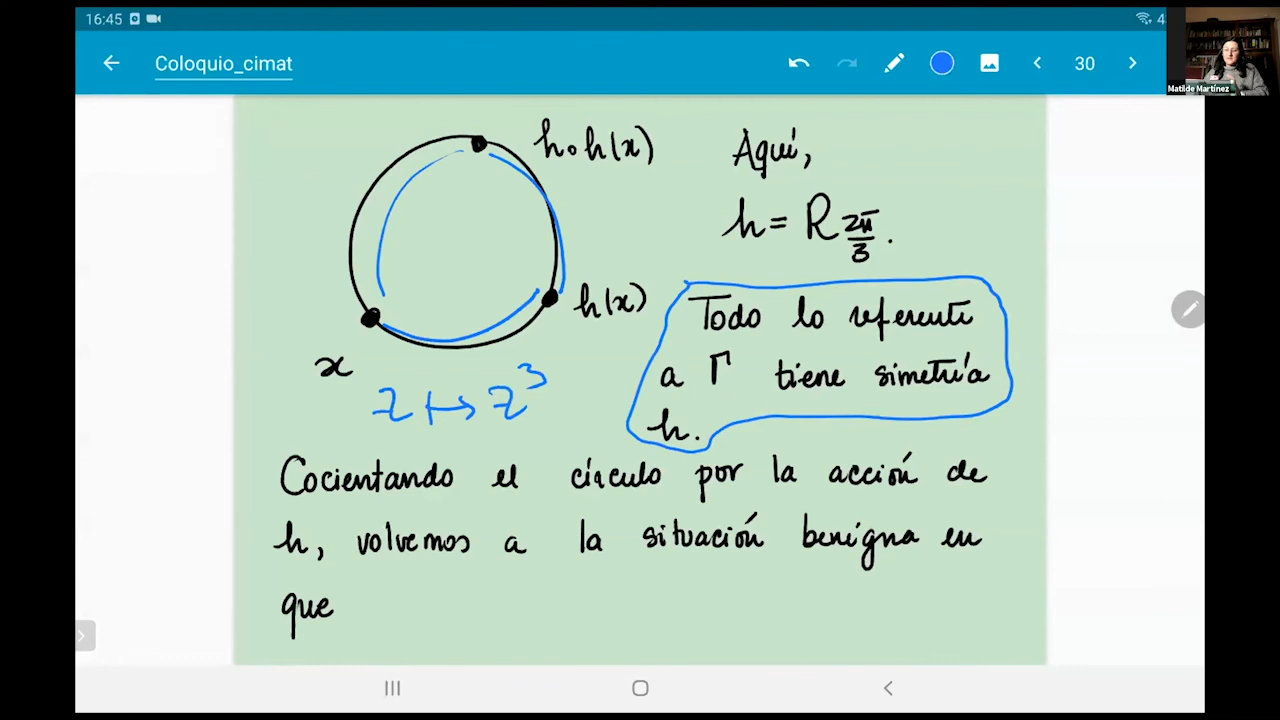 16:45
Coloquio_cimat
30
Matilde Martínez
h∘h(x)
Aquí,
h = R_{2π/3}.
h(x)
x
z ↦ z³
Todo lo referente
a Γ tiene simetría
h.
Cocientando el círculo por la acción de
h, volvemos a la situación benigna en
que